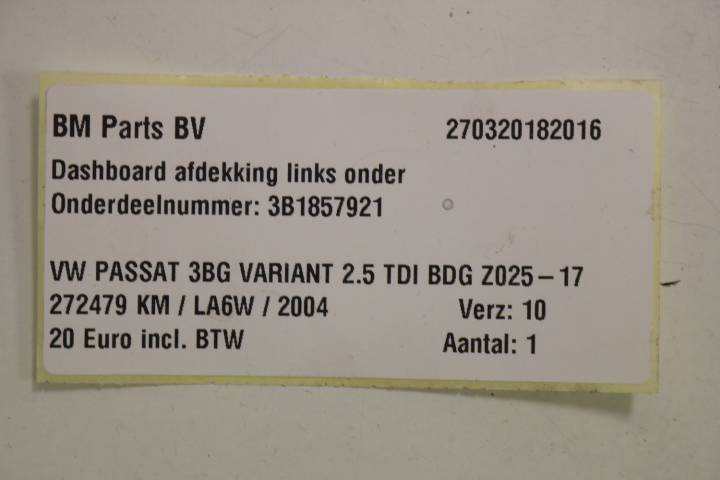 BM Parts BV 270320182016
Dashboard afdekking links onder
Onderdeelnummer: 3B1857921
VW PASSAT 3BG VARIANT 2.5 TDI BDG Z025-17
272479 KM / LA6W / 2004 Verz: 10
20 Euro incl. BTW Aantal: 1